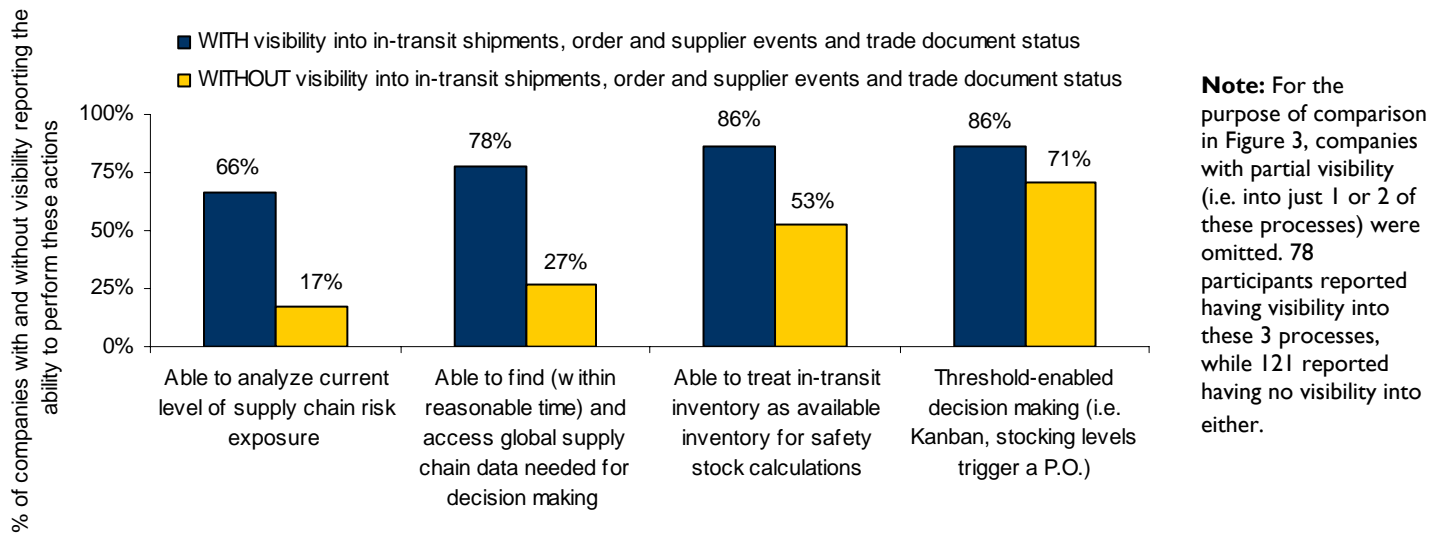 % of companies with and without visibility reporting the
ability to perform these actions
WITH visibility into in-transit shipments, order and supplier events and trade document status
WITHOUT visibility into in-transit shipments, order and supplier events and trade document status
100%
75%
50%
25%
0%
66%
17%
78%
27%
86%
53%
86%
71%
Able to analyze current
level of supply chain risk
exposure
Able to find (within
reasonable time) and
access global supply
chain data needed for
decision making
Able to treat in-transit
inventory as available
inventory for safety
stock calculations
Threshold-enabled
decision making (i.e.
Kanban, stocking levels
trigger a P.O.)
Note: For the
purpose of comparison
in Figure 3, companies
with partial visibility
(i.e. into just 1 or 2 of
these processes) were
omitted. 78
participants reported
having visibility into
these 3 processes,
while 121 reported
having no visibility into
either.